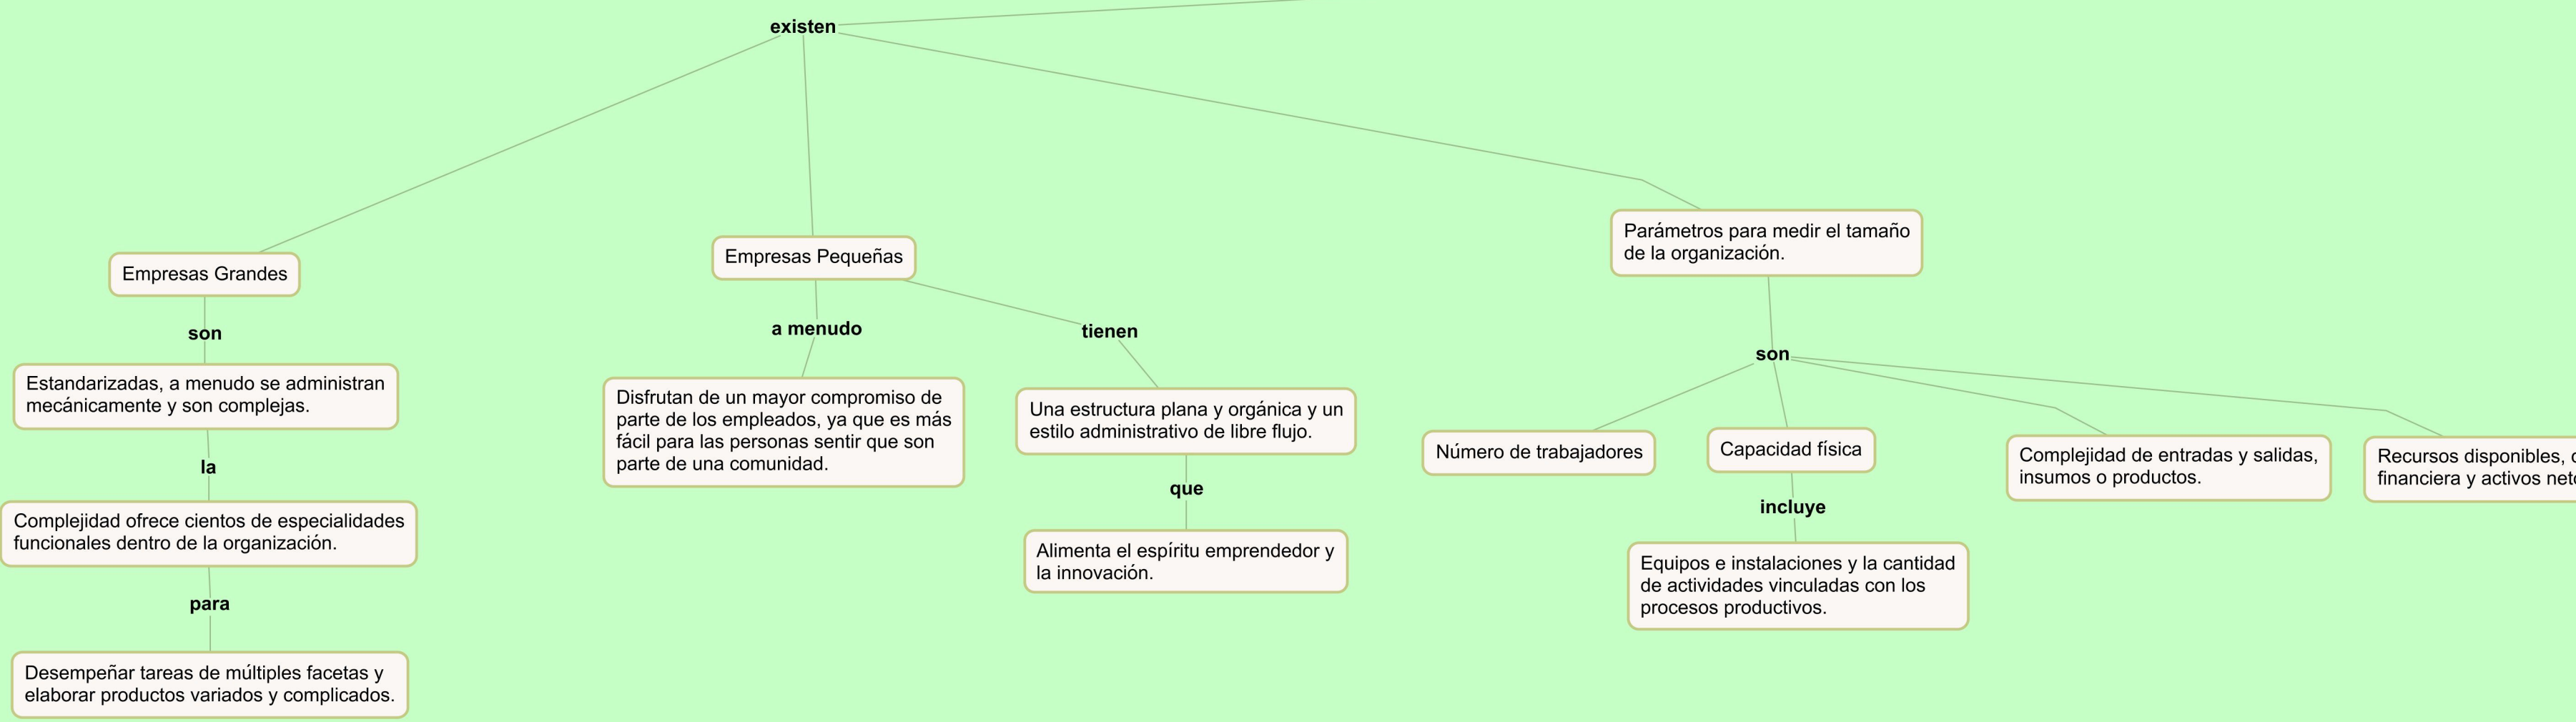 existen
Empresas Grandes
son
Estandarizadas, a menudo se administran
mecánicamente y son complejas.
la
Complejidad ofrece cientos de especialidades
funcionales dentro de la organización.
para
Desempeñar tareas de múltiples facetas y
elaborar productos variados y complicados.
Empresas Pequeñas
a menudo
Disfrutan de un mayor compromiso de
parte de los empleados, ya que es más
fácil para las personas sentir que son
parte de una comunidad.
tienen
Una estructura plana y orgánica y un
estilo administrativo de libre flujo.
que
Alimenta el espíritu emprendedor y
la innovación.
Parámetros para medir el tamaño
de la organización.
son
Número de trabajadores
Capacidad física
incluye
Equipos e instalaciones y la cantidad
de actividades vinculadas con los
procesos productivos.
Complejidad de entradas y salidas,
insumos o productos.
Recursos disponibles,
financiera y activos